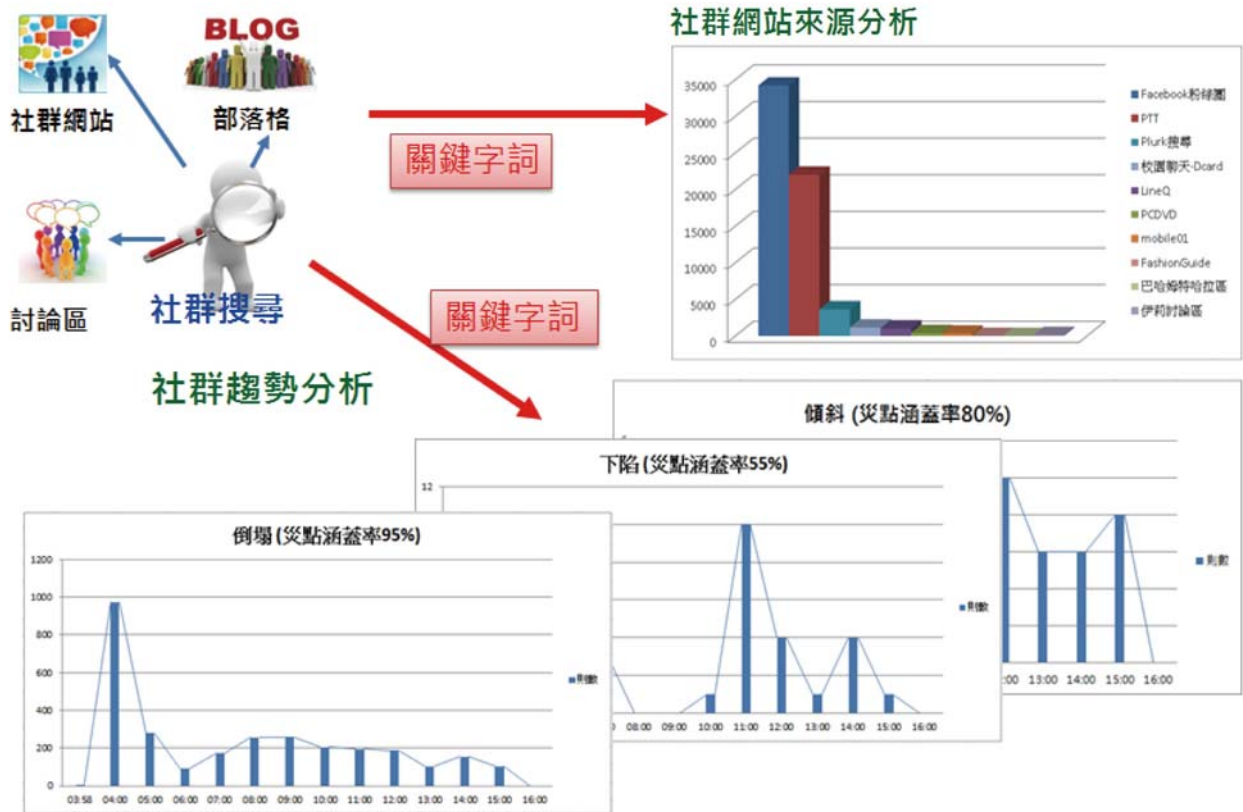 社群網站
BLOG
部落格
討論區
社群搜尋
關鍵字詞
關鍵字詞
社群趨勢分析
社群網站來源分析
35000
30000
25000
20000
15000
10000
5000
0
Facebook粉絲團
PTT
Plurk搜尋
校園聊天-Dcard
LineQ
PCDVD
mobile01
FashionGuide
巴哈姆特哈拉區
伊莉討論區
傾斜 (災點涵蓋率80%)
則數
:00 13:00 14:00 15:00 16:00
下陷 (災點涵蓋率55%)
12
則數
08:00 09:00 10:00 11:00 12:00 13:00 14:00 15:00 16:00
倒塌 (災點涵蓋率95%)
1200
1000
800
600
400
200
0
則數
03:58 04:00 05:00 06:00 07:00 08:00 09:00 10:00 11:00 12:00 13:00 14:00 15:00 16:00